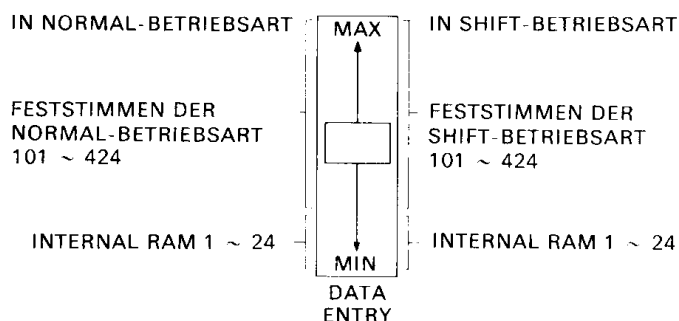 IN NORMAL-BETRIEBSART
MAX
IN SHIFT-BETRIEBSART
FESTSTIMMEN DER
NORMAL-BETRIEBSART
101 ~ 424
FESTSTIMMEN DER
SHIFT-BETRIEBSART
101 ~ 424
INTERNAL RAM 1 ~ 24
INTERNAL RAM 1 ~ 24
MIN
DATA
ENTRY